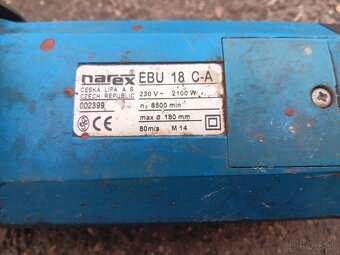 narex EBU 18 C-A
ČESKÁ LÍPA A.S.
CZECH REPUBLIC
230 V~ 2100 W
002399
n₀ 8500 min⁻¹
max ø 180 mm
CE
80m/s M 14